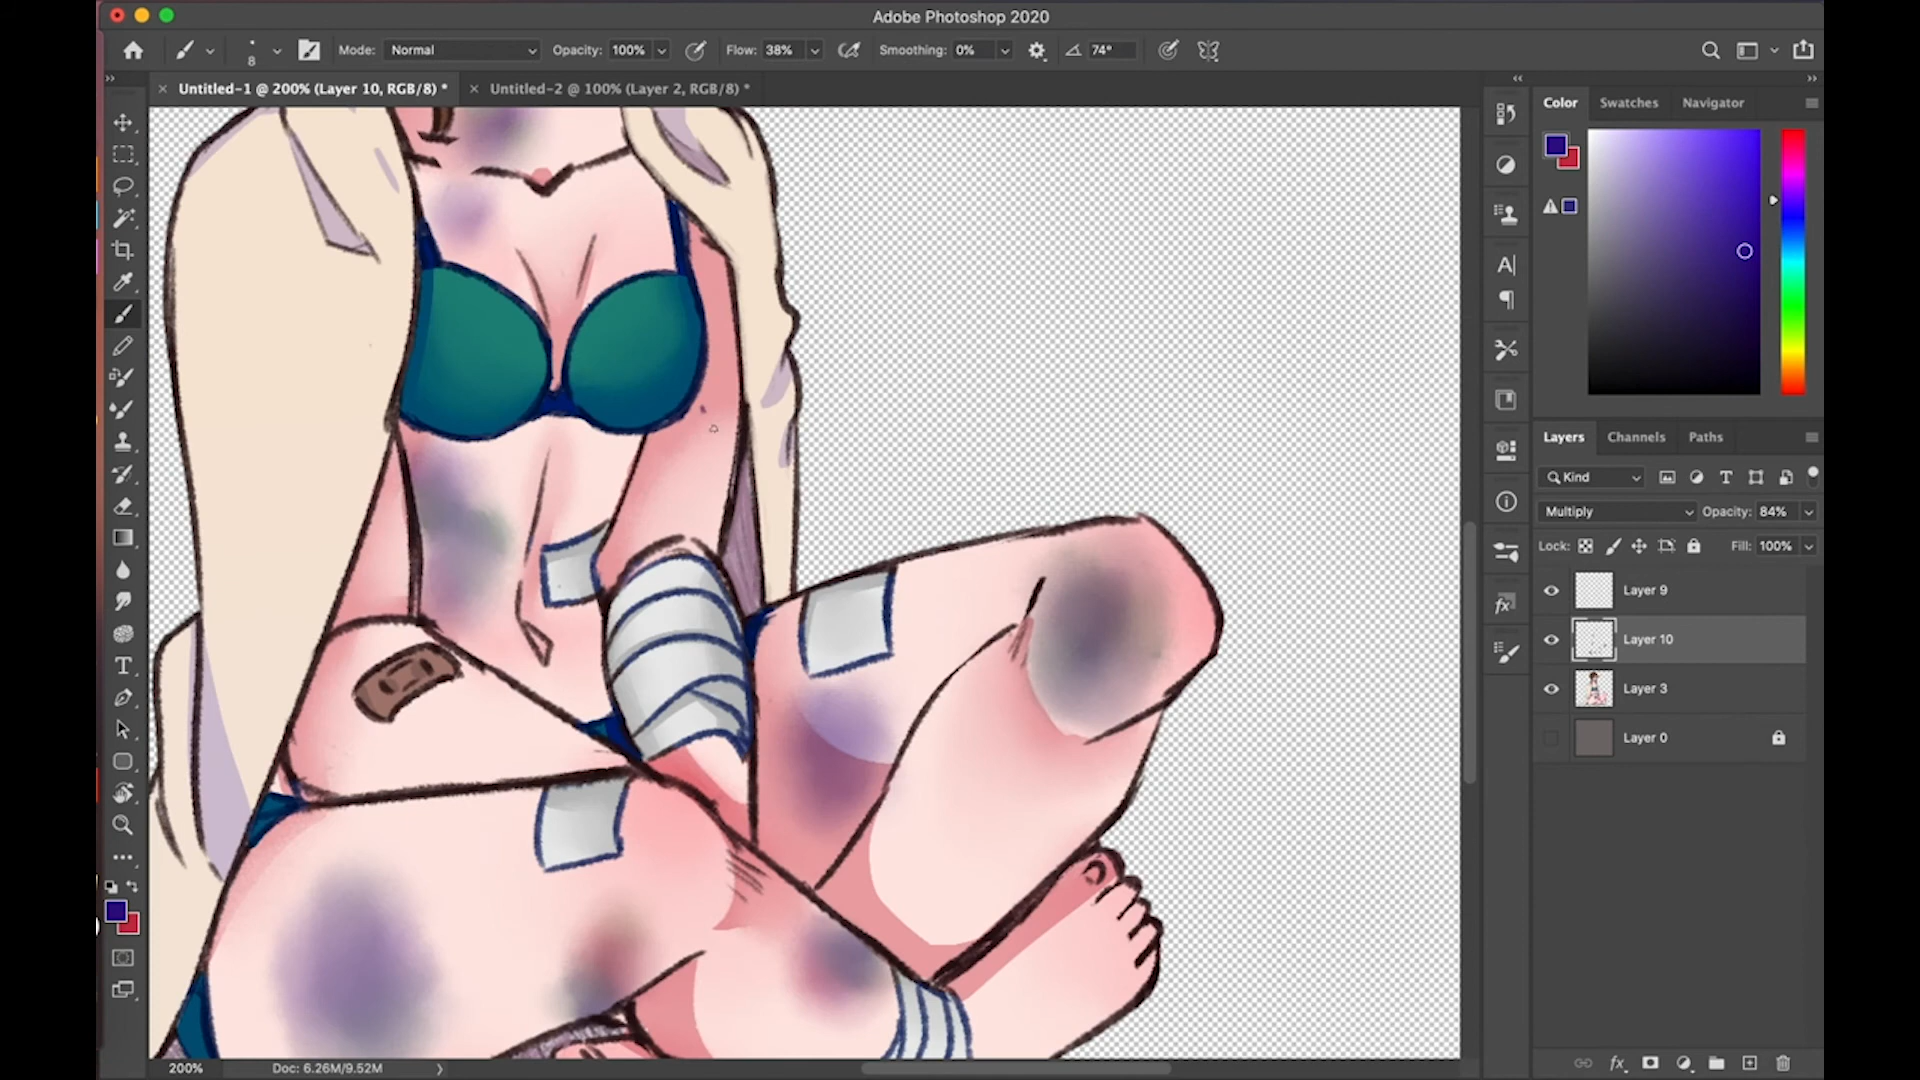 Adobe Photoshop 2020
8
Mode: Normal Opacity: 100% Flow: 38% Smoothing: 0% 74°
Untitled-1 @ 200% (Layer 10, RGB/8) * Untitled-2 @ 100% (Layer 2, RGB/8) *
Color Swatches Navigator
Layers Channels Paths
Kind
Multiply Opacity: 84%
Lock: Fill: 100%
Layer 9
Layer 10
Layer 3
Layer 0
200% Doc: 6.26M/9.52M